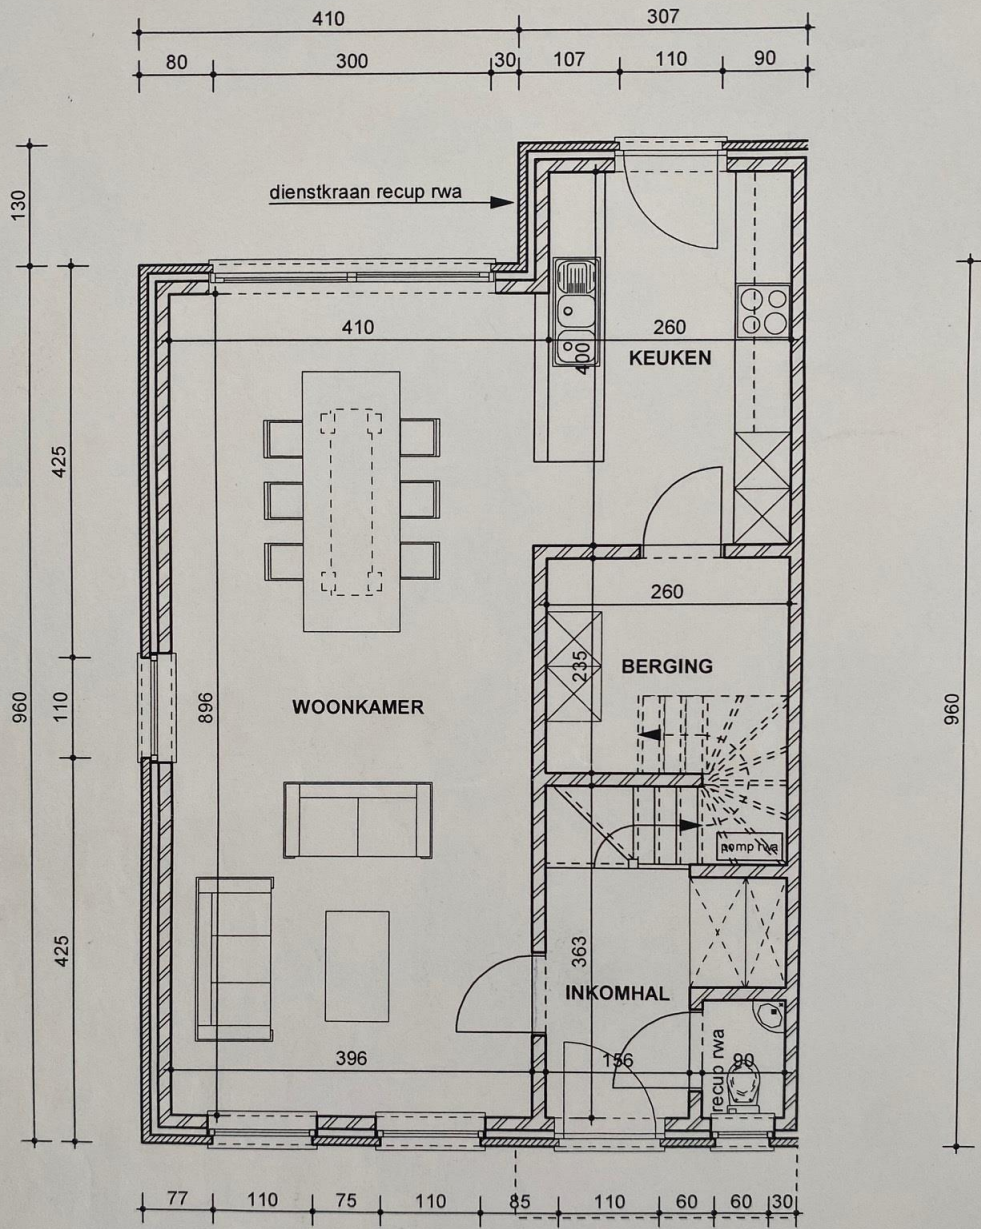 410 307
80 300 30 107 110 90
130
dienstkraan recup rwa
410 260
400
KEUKEN
425
260
235
BERGING
960 110 896
WOONKAMER
960
pomp rwa
425
363
INKOMHAL
396 156 90
recup rwa
77 110 75 110 85 110 60 60 30